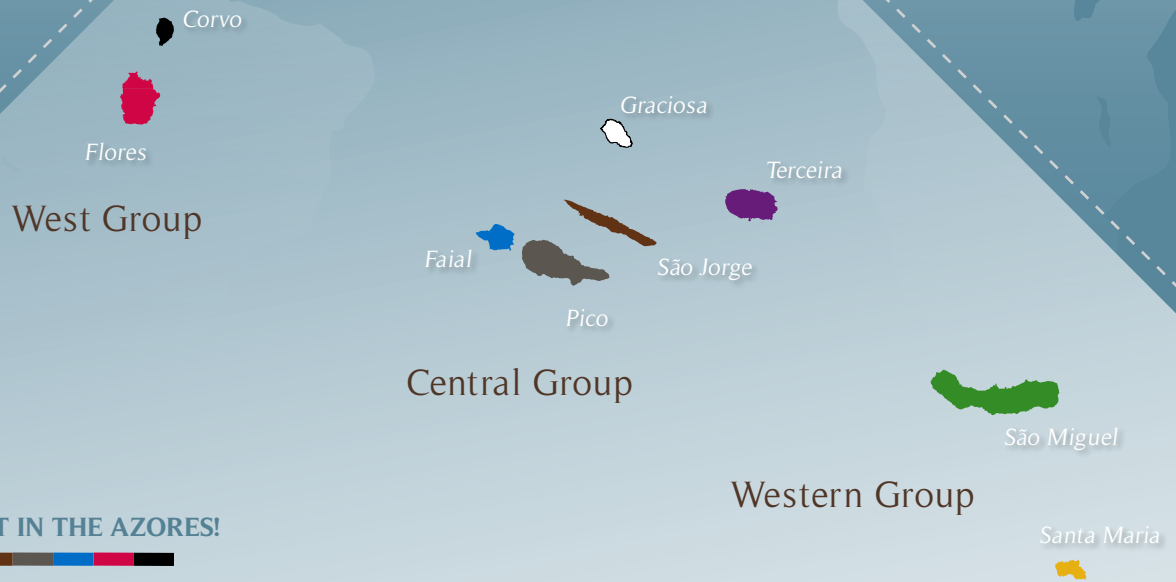 Corvo
Graciosa
Flores
Terceira
West Group
Faial
São Jorge
Pico
Central Group
São Miguel
Western Group
IN THE AZORES!
Santa Maria